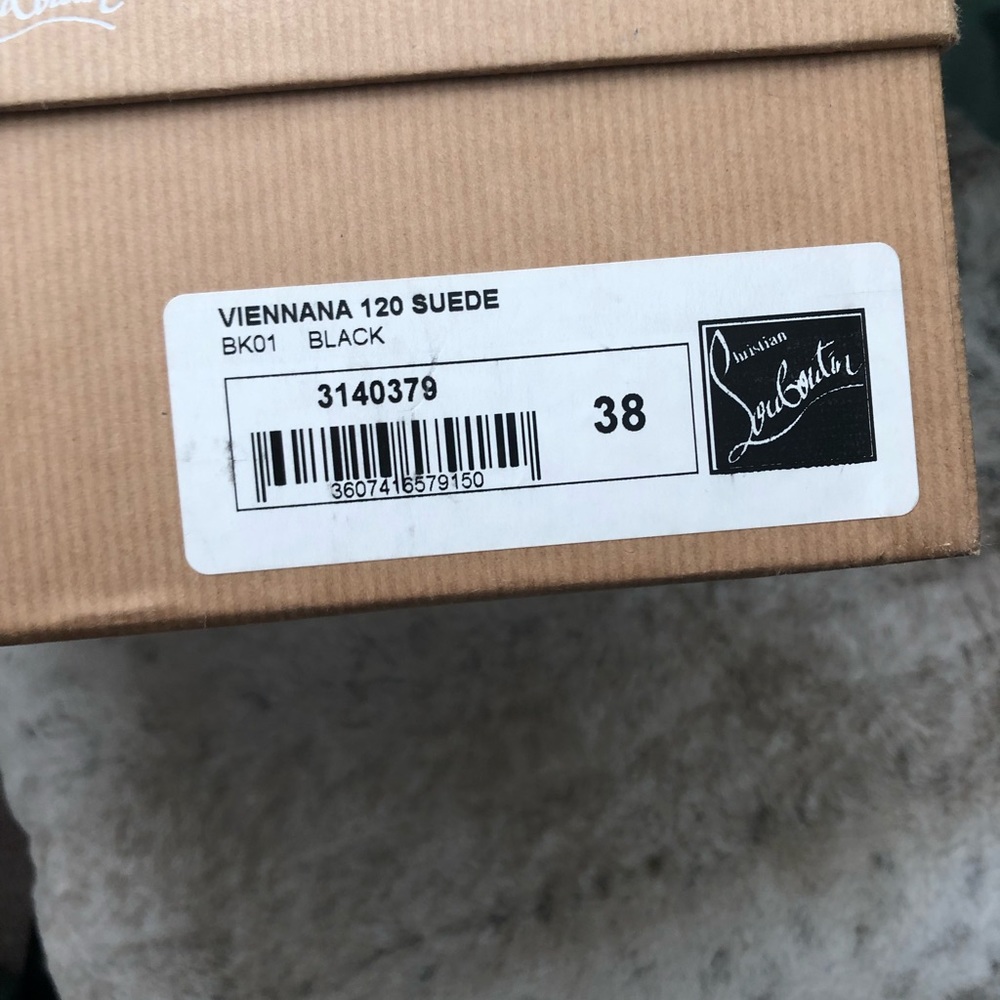 VIENNANA 120 SUEDE
BK01 BLACK
3140379
38
3607416579150
Christian
Louboutin